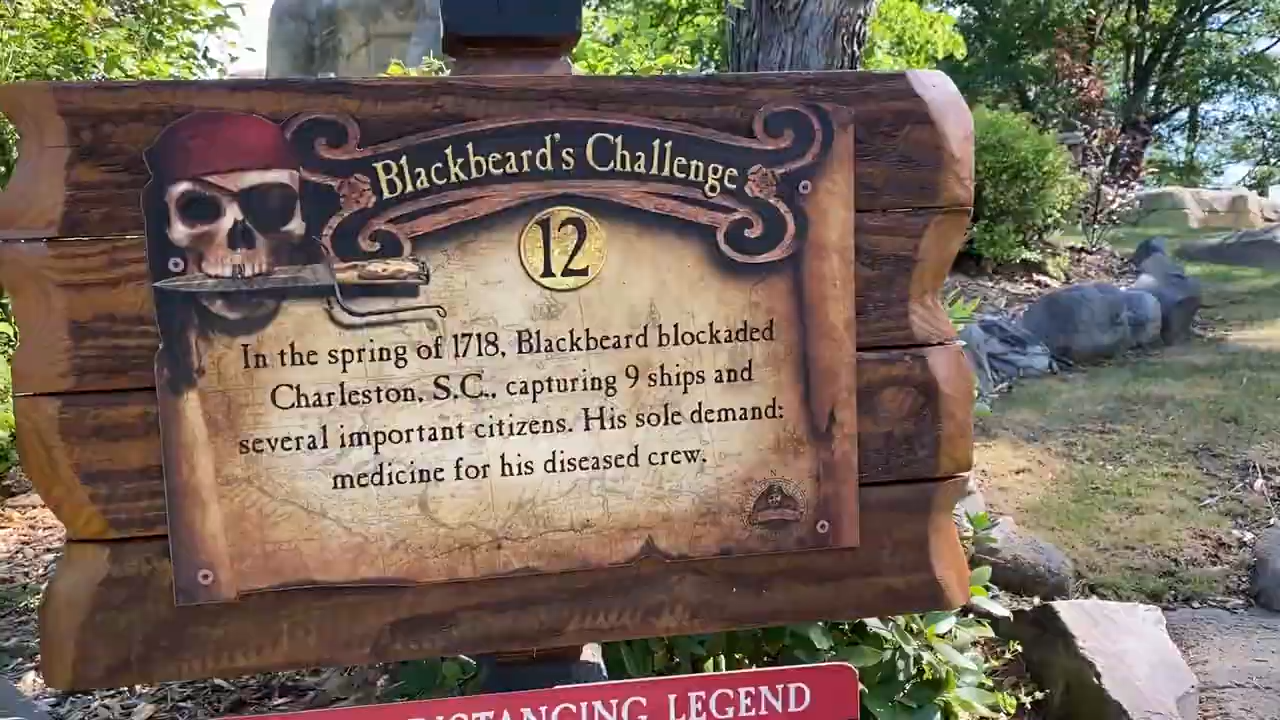 Blackbeard's Challenge
12
In the spring of 1718, Blackbeard blockaded
Charleston, S.C., capturing 9 ships and
several important citizens. His sole demand:
medicine for his diseased crew.
N
LEGEND